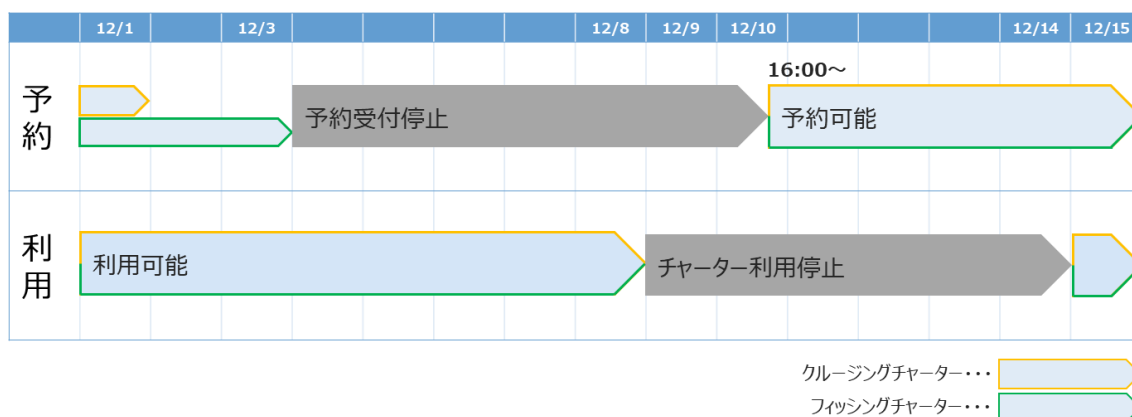 12/1 12/3 12/8 12/9 12/10 12/14 12/15
16:00～
予約
予約受付停止
予約可能
利用
利用可能
チャーター利用停止
クルージングチャーター・・・
フィッシングチャーター・・・